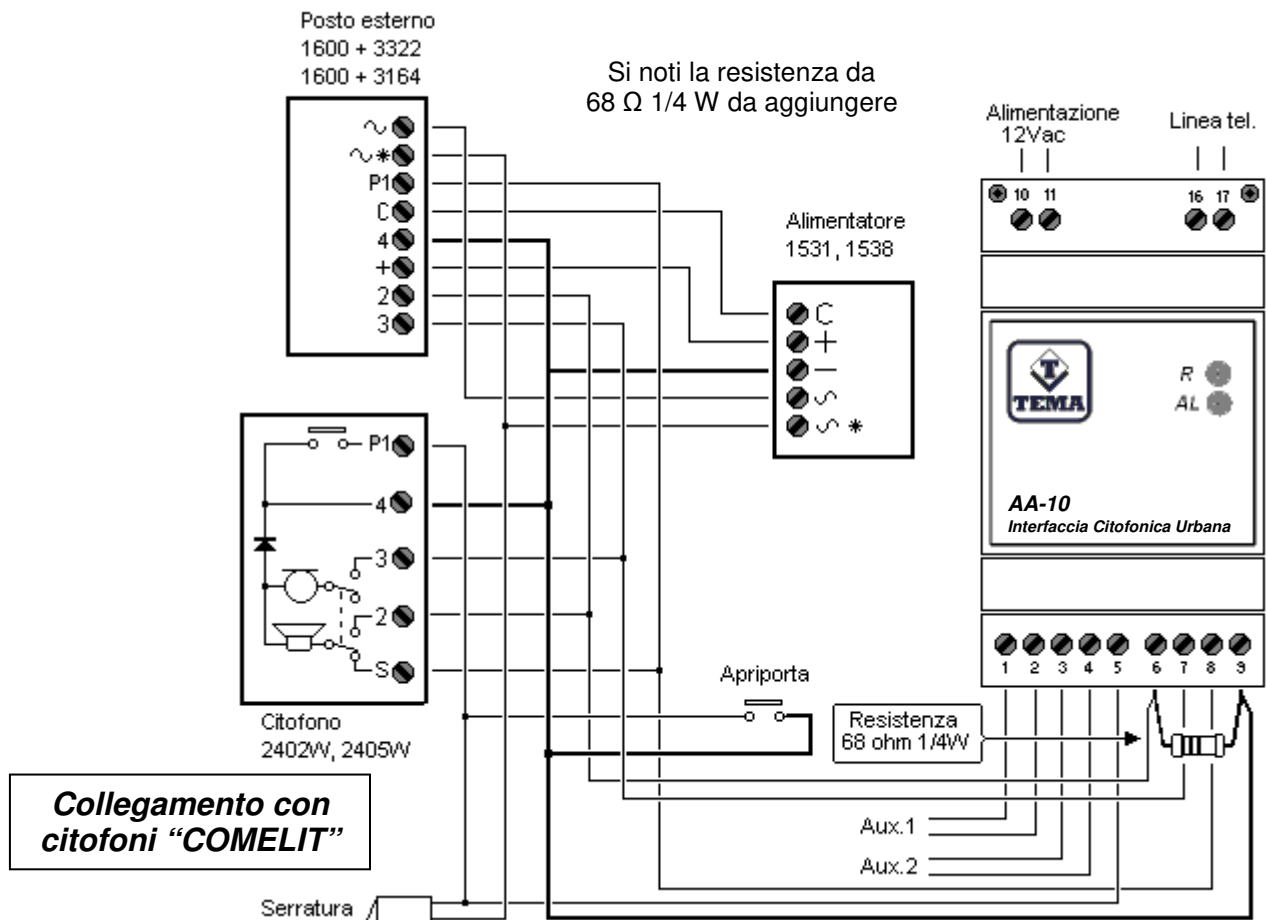 Posto esterno
1600 + 3322
1600 + 3164
Si noti la resistenza da
68 Ω 1/4 W da aggiungere
Alimentazione
12Vac
Linea tel.
10 11
16 17
∿
∿*
P1
C
4
+
2
3
Alimentatore
1531, 1538
C
+
−
∿
∿ *
T
TEMA
R
AL
AA-10
Interfaccia Citofonica Urbana
P1
4
3
2
S
Citofono
2402W, 2405W
1 2 3 4 5 6 7 8 9
Apriporta
Resistenza
68 ohm 1/4W
Collegamento con
citofoni “COMELIT”
Aux.1
Aux.2
Serratura